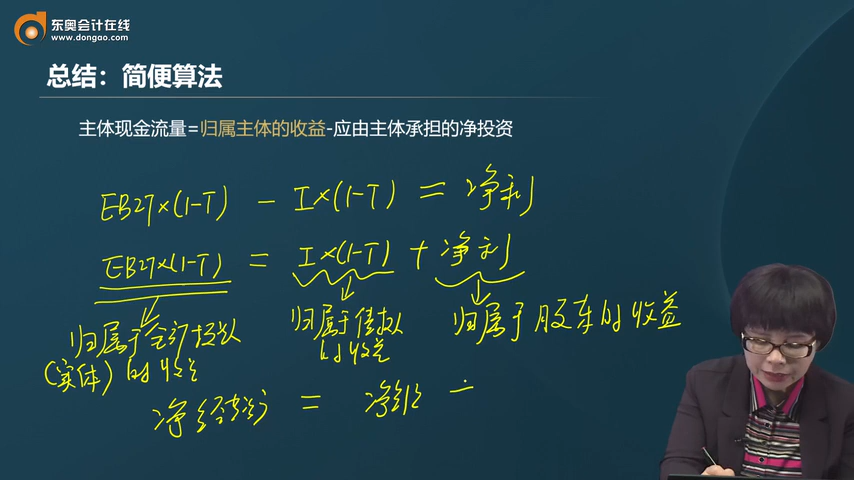 东奥会计在线
www.dongao.com
总结：简便算法
主体现金流量=归属主体的收益-应由主体承担的净投资
EBIT×(1-T) - I×(1-T) = 净利
EBIT×(1-T) = I×(1-T) + 净利
归属于全部投资人
(实体) 的收益
归属于债权人
的收益
归属于股东的收益
净经营 = 净